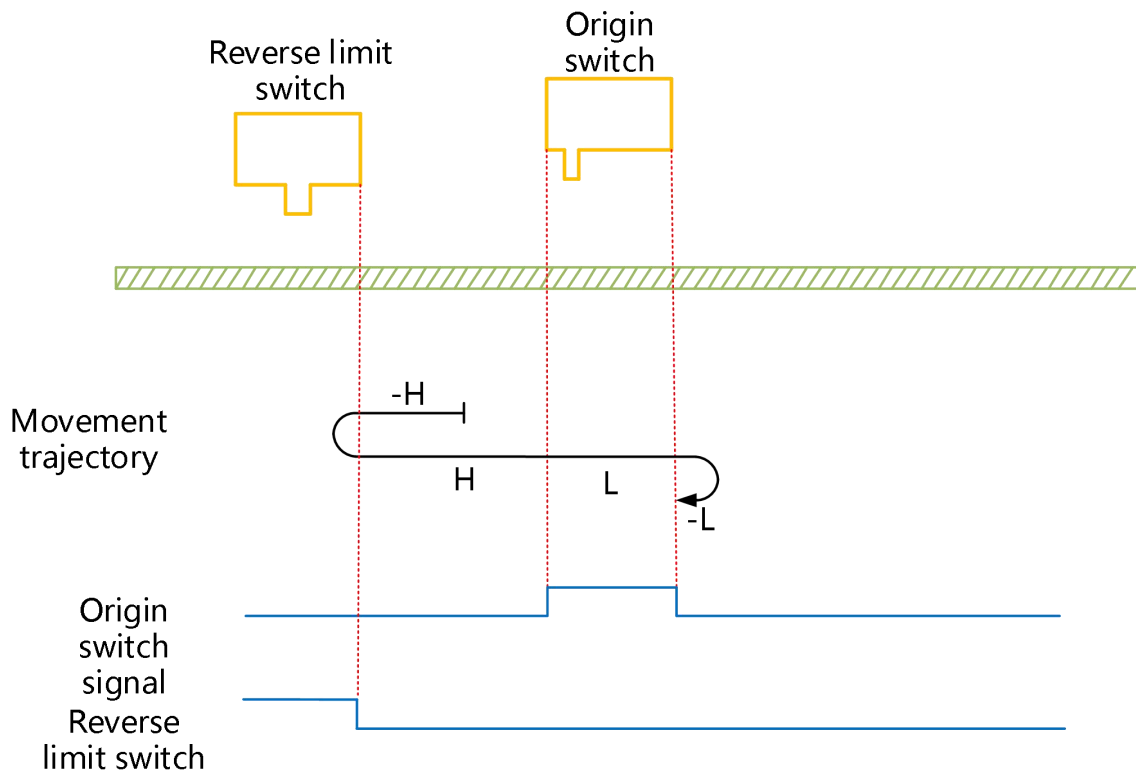 Reverse limit
switch
Origin
switch
Movement
trajectory
-H
H
L
-L
Origin
switch
signal
Reverse
limit switch